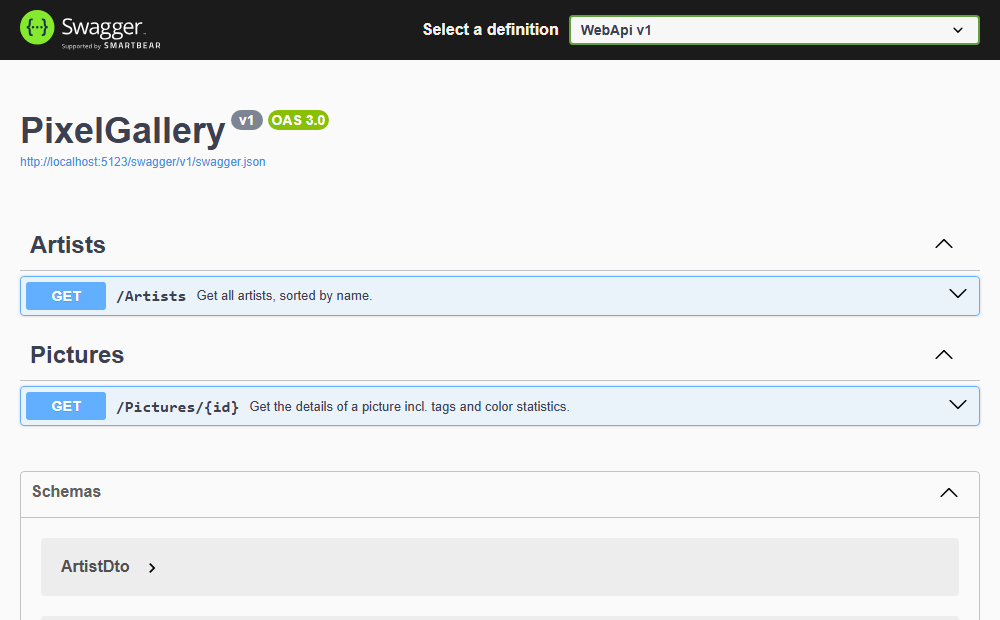 Swagger
Supported by SMARTBEAR
Select a definition
WebApi v1
PixelGallery v1 OAS 3.0
http://localhost:5123/swagger/v1/swagger.json
Artists
GET /Artists Get all artists, sorted by name.
Pictures
GET /Pictures/{id} Get the details of a picture incl. tags and color statistics.
Schemas
ArtistDto